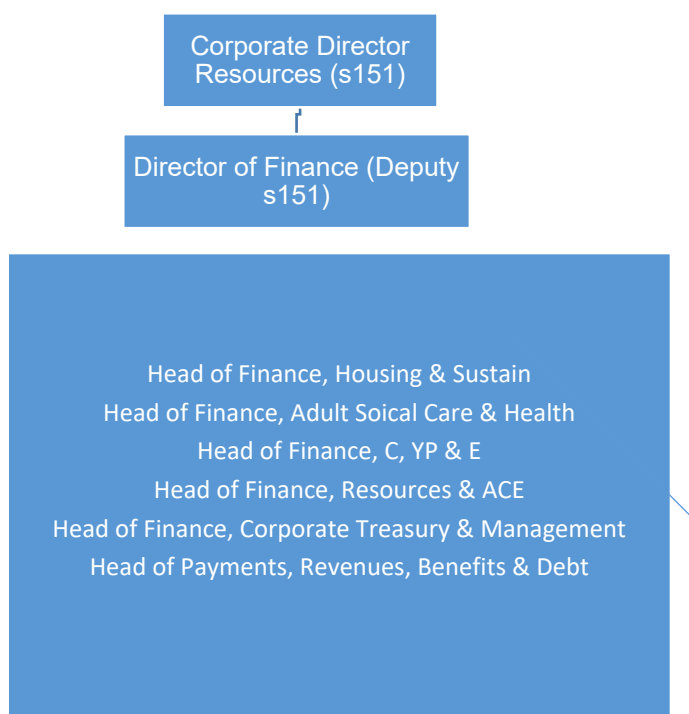 Corporate Director
Resources (s151)
Director of Finance (Deputy
s151)
Head of Finance, Housing & Sustain
Head of Finance, Adult Soical Care & Health
Head of Finance, C, YP & E
Head of Finance, Resources & ACE
Head of Finance, Corporate Treasury & Management
Head of Payments, Revenues, Benefits & Debt